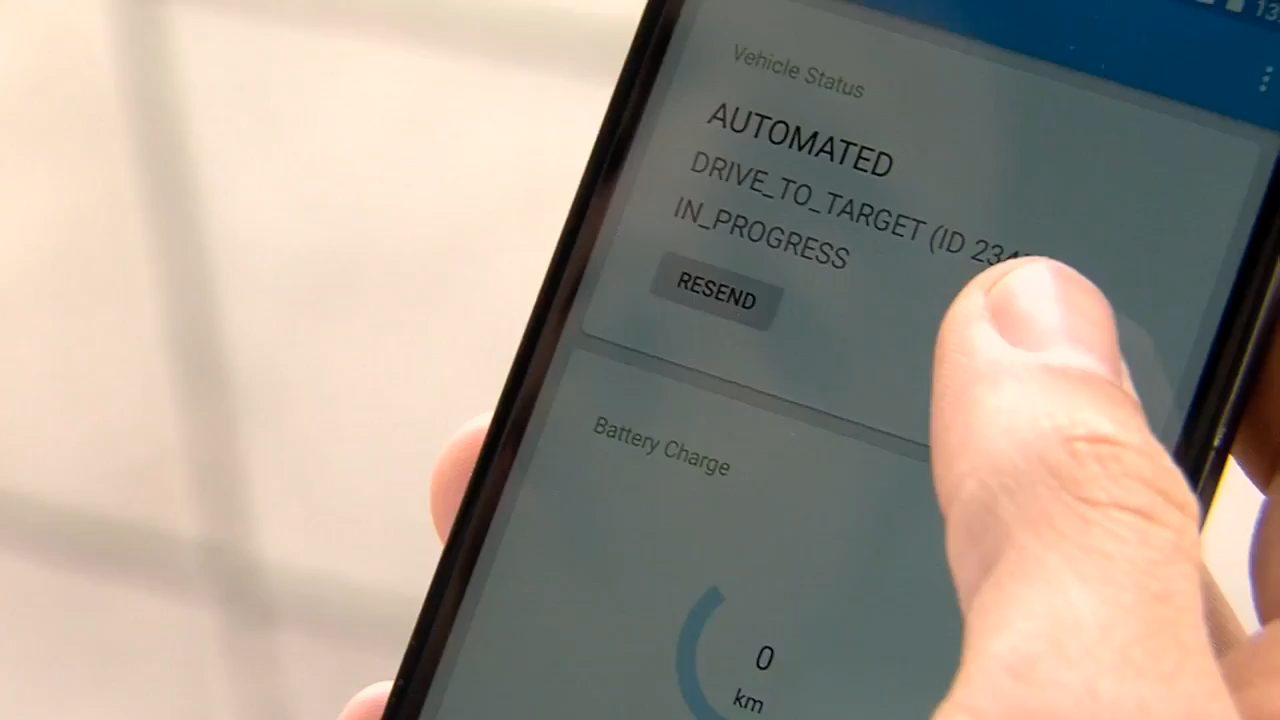 Vehicle Status
AUTOMATED
DRIVE_TO_TARGET (ID
IN_PROGRESS
RESEND
Battery Charge
0
km